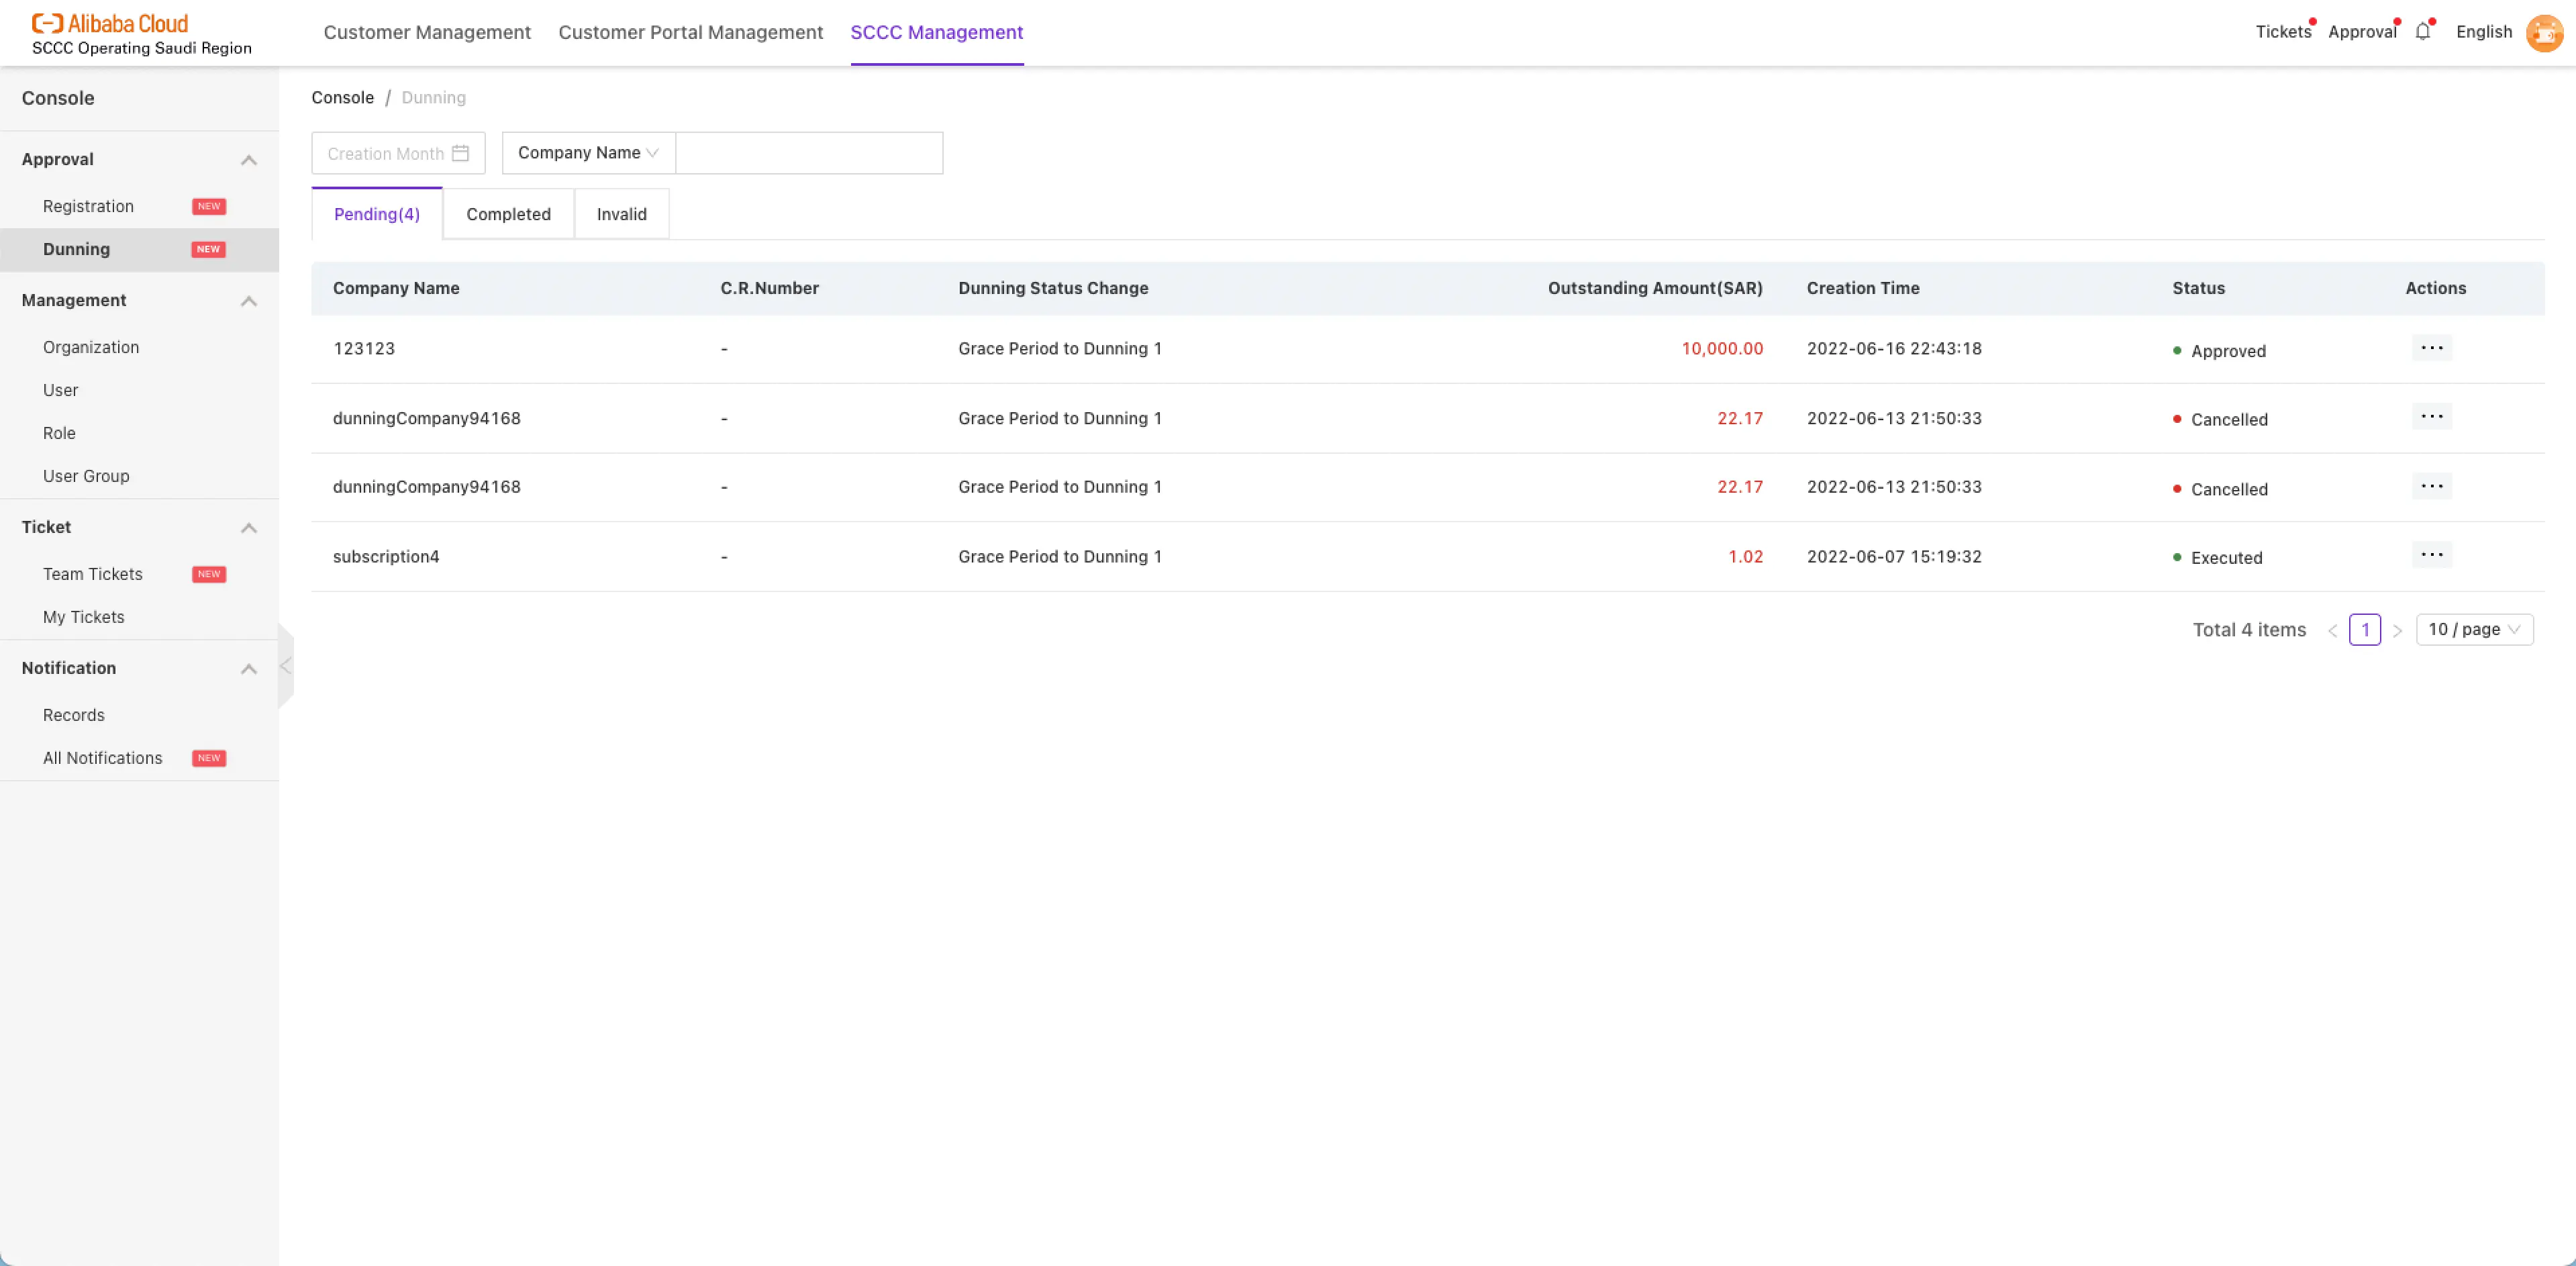 Alibaba Cloud
SCCC Operating Saudi Region
Customer Management Customer Portal Management SCCC Management
Tickets Approval English
Console
Approval
Registration NEW
Dunning NEW
Management
Organization
User
Role
User Group
Ticket
Team Tickets NEW
My Tickets
Notification
Records
All Notifications NEW
Console / Dunning
Creation Month Company Name
Pending(4) Completed Invalid
Company Name C.R.Number Dunning Status Change Outstanding Amount(SAR) Creation Time Status Actions
123123 - Grace Period to Dunning 1 10,000.00 2022-06-16 22:43:18 Approved ...
dunningCompany94168 - Grace Period to Dunning 1 22.17 2022-06-13 21:50:33 Cancelled ...
dunningCompany94168 - Grace Period to Dunning 1 22.17 2022-06-13 21:50:33 Cancelled ...
subscription4 - Grace Period to Dunning 1 1.02 2022-06-07 15:19:32 Executed ...
Total 4 items < 1 > 10 / page